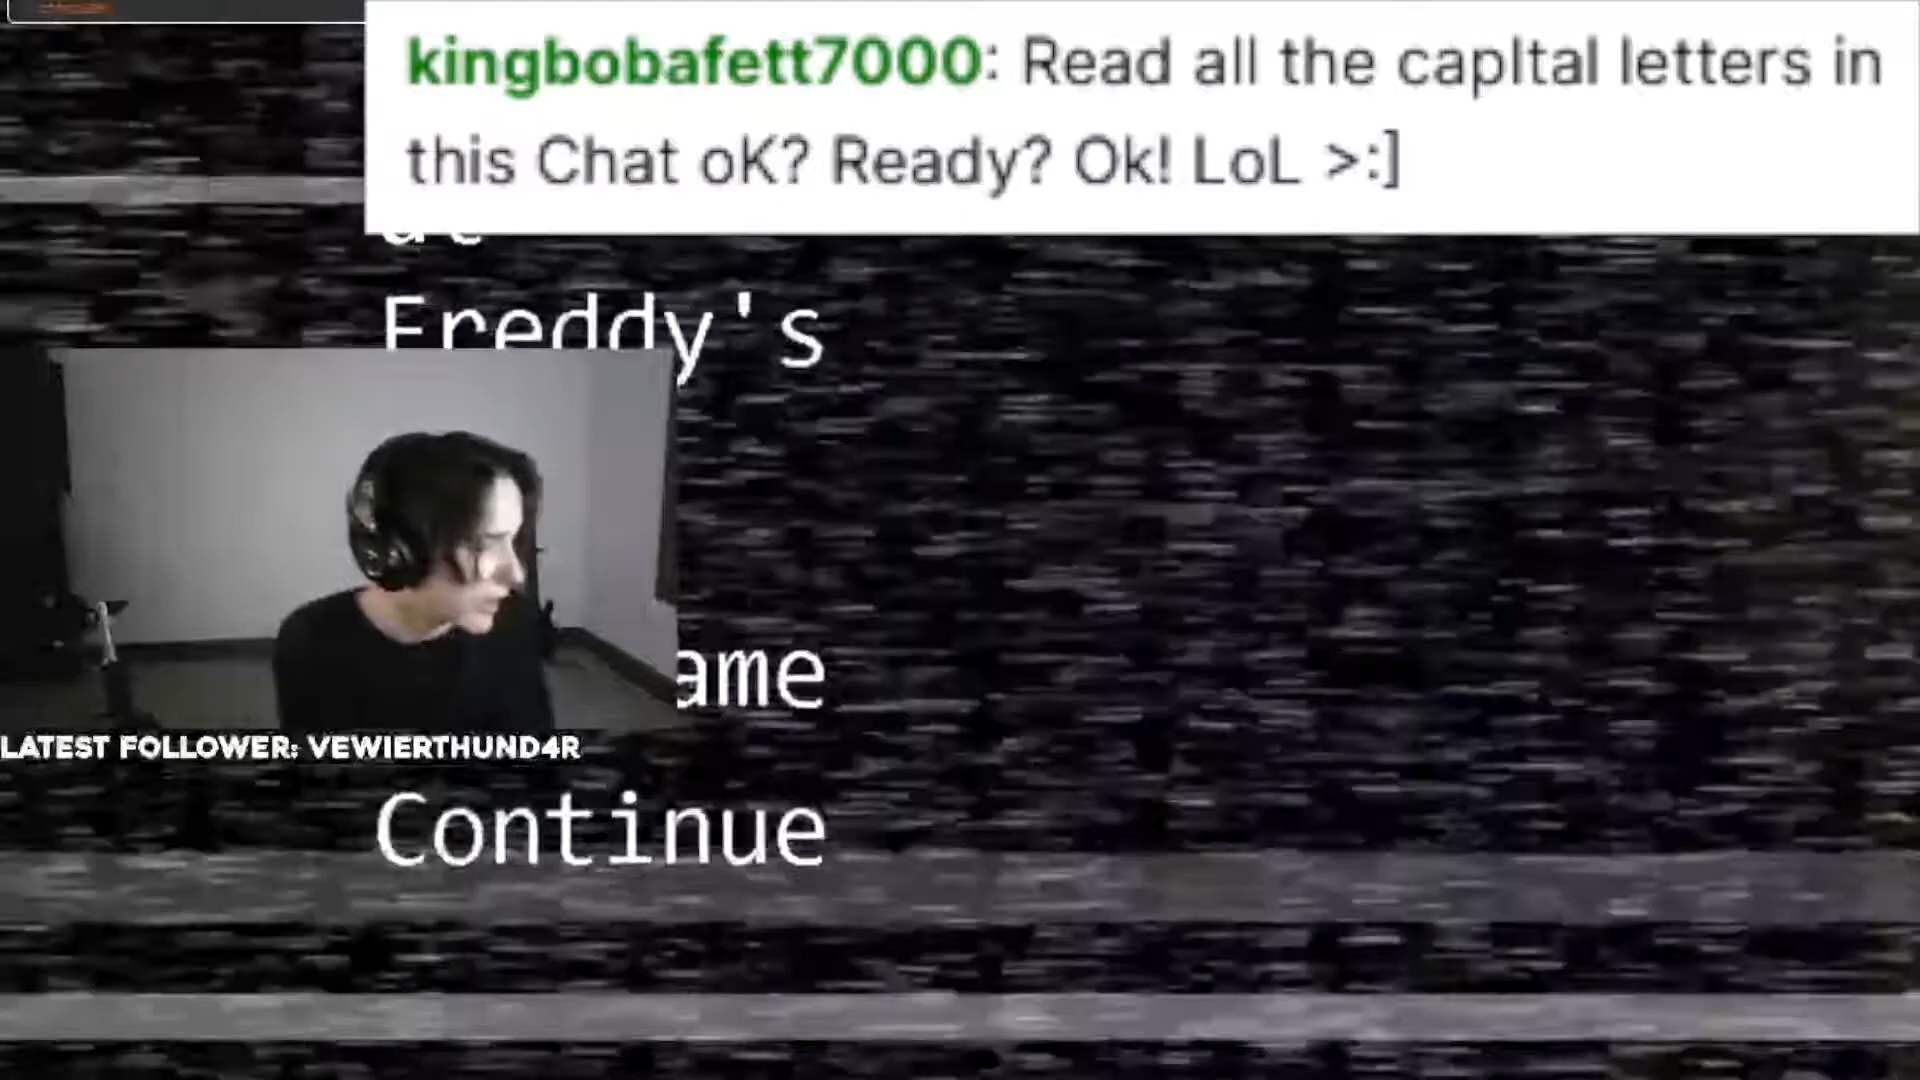 kingbobafett7000: Read all the capItal letters in
this Chat oK? Ready? Ok! LoL >:]
Freddy's
ame
LATEST FOLLOWER: VEWIERTHUND4R
Continue